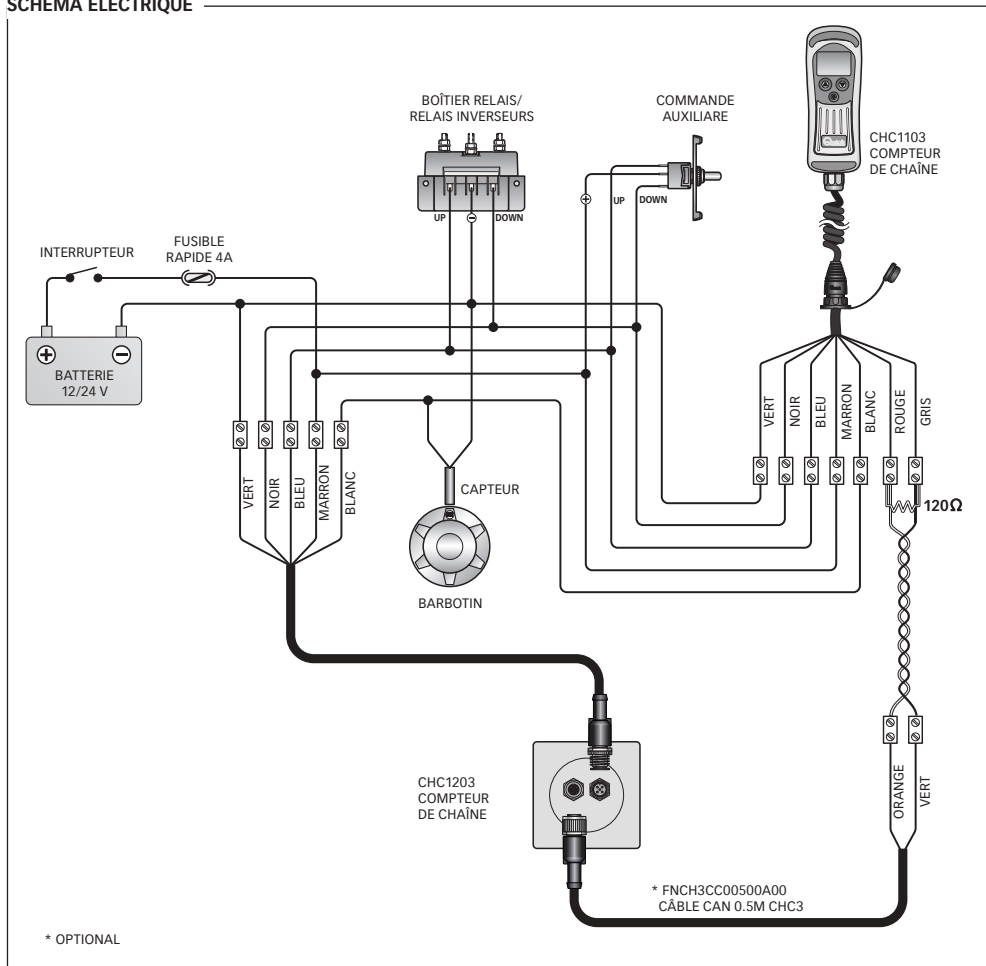 SCHÉMA ÉLECTRIQUE
BOÎTIER RELAIS/
RELAIS INVERSEURS
COMMANDE
AUXILIARE
CHC1103
COMPTEUR
DE CHAÎNE
UP
DOWN
UP
DOWN
INTERRUPTEUR
FUSIBLE
RAPIDE 4A
BATTERIE
12/24 V
VERT
NOIR
BLEU
MARRON
BLANC
CAPTEUR
BARBOTIN
VERT
NOIR
BLEU
MARRON
BLANC
ROUGE
GRIS
120Ω
ORANGE
VERT
CHC1203
COMPTEUR
DE CHAÎNE
* FNCH3CC00500A00
CÂBLE CAN 0.5M CHC3
* OPTIONAL